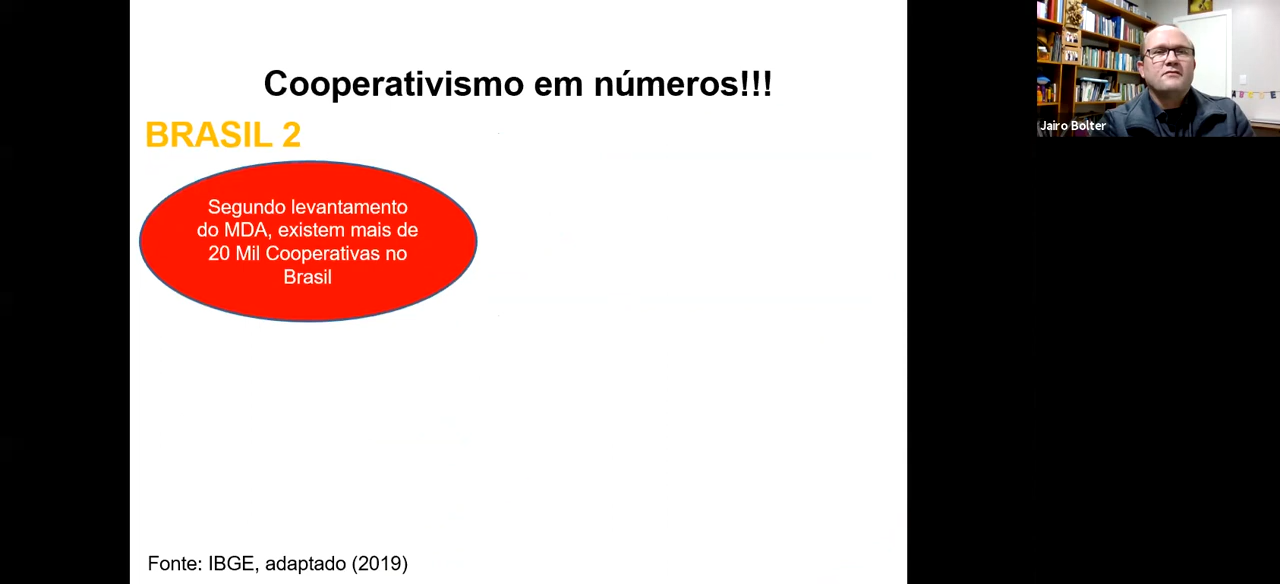 Cooperativismo em números!!!
BRASIL 2
Segundo levantamento
do MDA, existem mais de
20 Mil Cooperativas no
Brasil
Fonte: IBGE, adaptado (2019)
Jairo Bolter